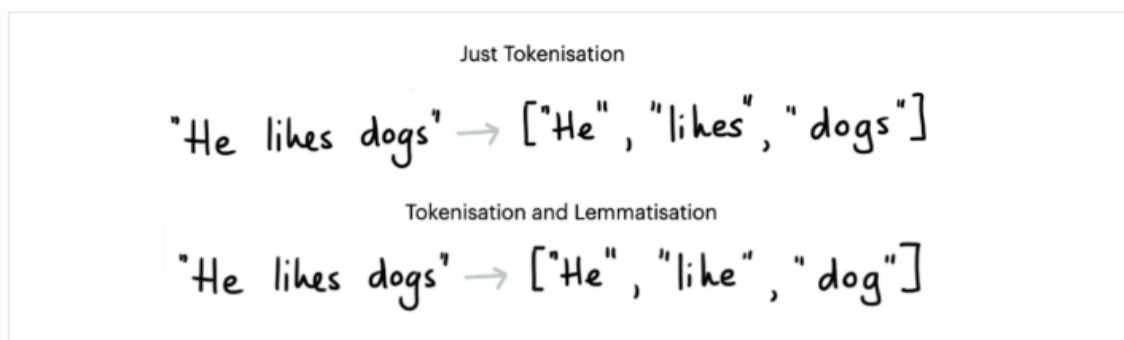 Just Tokenisation
"He likes dogs" → ["He", "likes", "dogs"]
Tokenisation and Lemmatisation
"He likes dogs" → ["He", "like", "dog"]